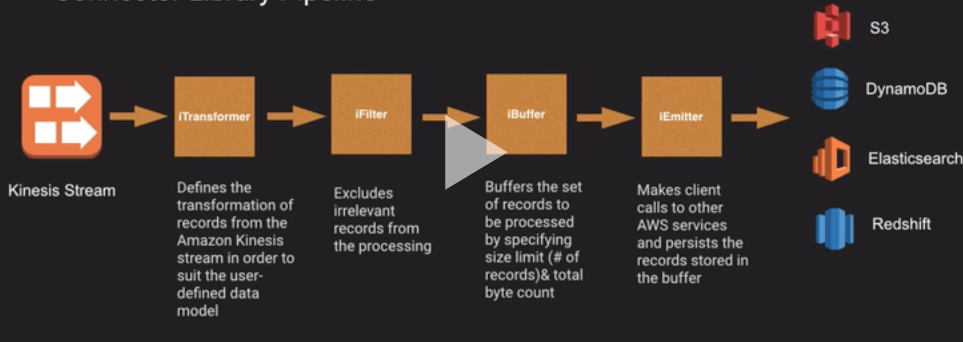 Connector Library Pipeline
S3
DynamoDB
Elasticsearch
Redshift
Kinesis Stream
iTransformer
Defines the
transformation of
records from the
Amazon Kinesis
stream in order to
suit the user-
defined data
model
iFilter
Excludes
irrelevant
records from
the processing
iBuffer
Buffers the set
of records to
be processed
by specifying
size limit (# of
records)& total
byte count
iEmitter
Makes client
calls to other
AWS services
and persists the
records stored in
the buffer